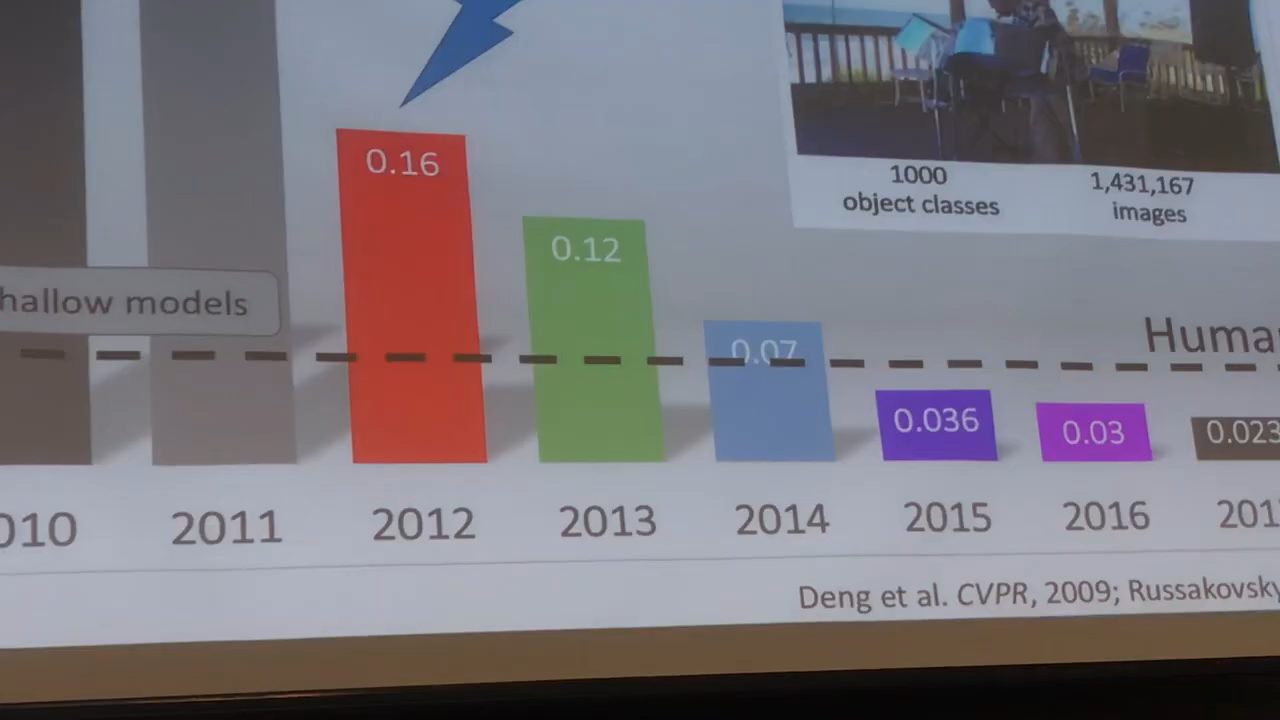 0.16
1000
1,431,167
object classes
images
0.12
hallow models
Huma
0.07
0.036
0.03
0.023
010 2011 2012 2013 2014 2015 2016 201
Deng et al. CVPR, 2009; Russakovsky